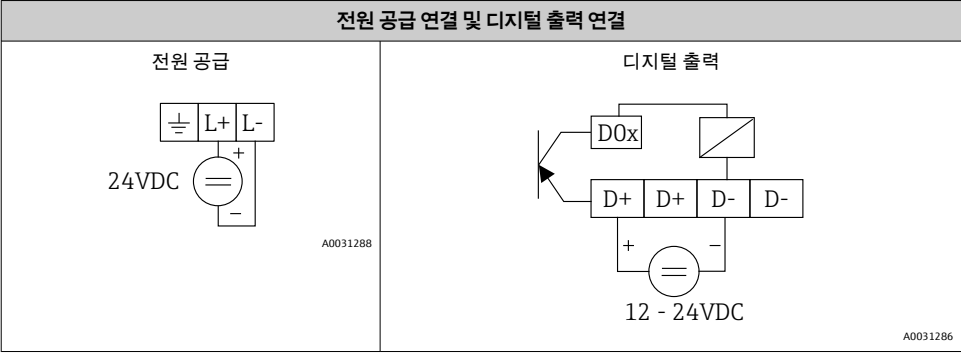 전원 공급 연결 및 디지털 출력 연결
전원 공급
L+ L-
+
24VDC
–
A0031288
디지털 출력
DOx
D+ D+ D- D-
+ –
12 - 24VDC
A0031286